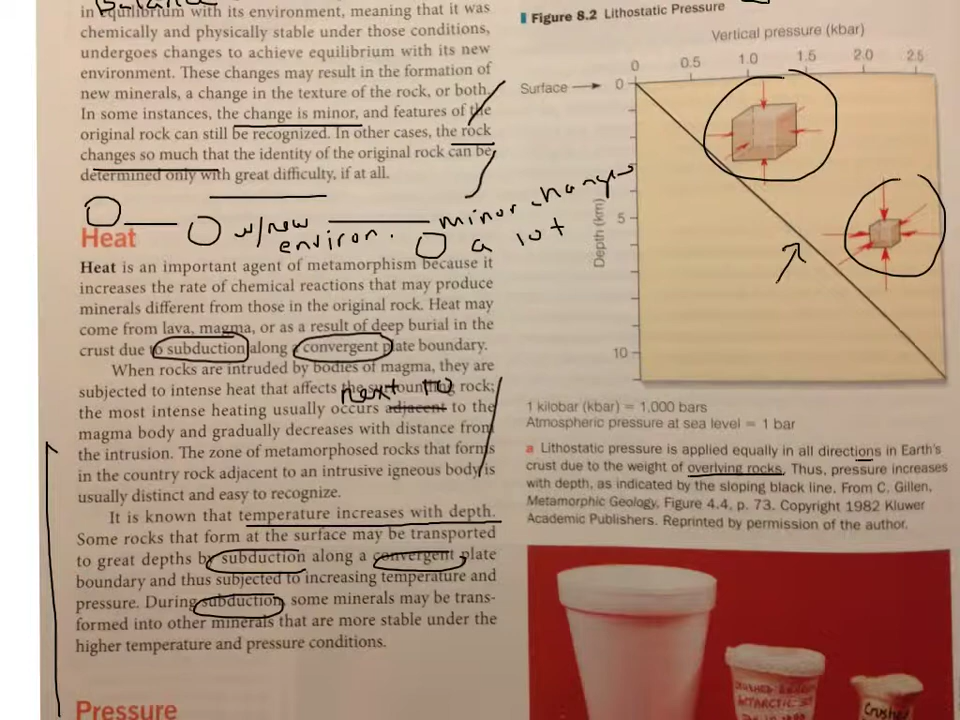 balance
in equilibrium with its environment, meaning that it was
chemically and physically stable under those conditions,
undergoes changes to achieve equilibrium with its new
environment. These changes may result in the formation of
new minerals, a change in the texture of the rock, or both.
In some instances, the change is minor, and features of the
original rock can still be recognized. In other cases, the rock
changes so much that the identity of the original rock can be
determined only with great difficulty, if at all.
w/new
environ.
minor change
a lot
Heat
Heat is an important agent of metamorphism because it
increases the rate of chemical reactions that may produce
minerals different from those in the original rock. Heat may
come from lava, magma, or as a result of deep burial in the
crust due to subduction along a convergent plate boundary.
When rocks are intruded by bodies of magma, they are
subjected to intense heat that affects the surrounding rock;
next to
the most intense heating usually occurs adjacent to the
magma body and gradually decreases with distance from
the intrusion. The zone of metamorphosed rocks that forms
in the country rock adjacent to an intrusive igneous body is
usually distinct and easy to recognize.
It is known that temperature increases with depth.
Some rocks that form at the surface may be transported
to great depths by subduction along a convergent plate
boundary and thus subjected to increasing temperature and
pressure. During subduction, some minerals may be trans-
formed into other minerals that are more stable under the
higher temperature and pressure conditions.
Pressure
Figure 8.2 Lithostatic Pressure
Vertical pressure (kbar)
0 0.5 1.0 1.5 2.0 2.5
Surface
0
Depth (km)
5
10
1 kilobar (kbar) = 1,000 bars
Atmospheric pressure at sea level = 1 bar
a Lithostatic pressure is applied equally in all directions in Earth's
crust due to the weight of overlying rocks. Thus, pressure increases
with depth, as indicated by the sloping black line. From C. Gillen,
Metamorphic Geology, Figure 4.4, p. 73. Copyright 1982 Kluwer
Academic Publishers. Reprinted by permission of the author.
Crushed